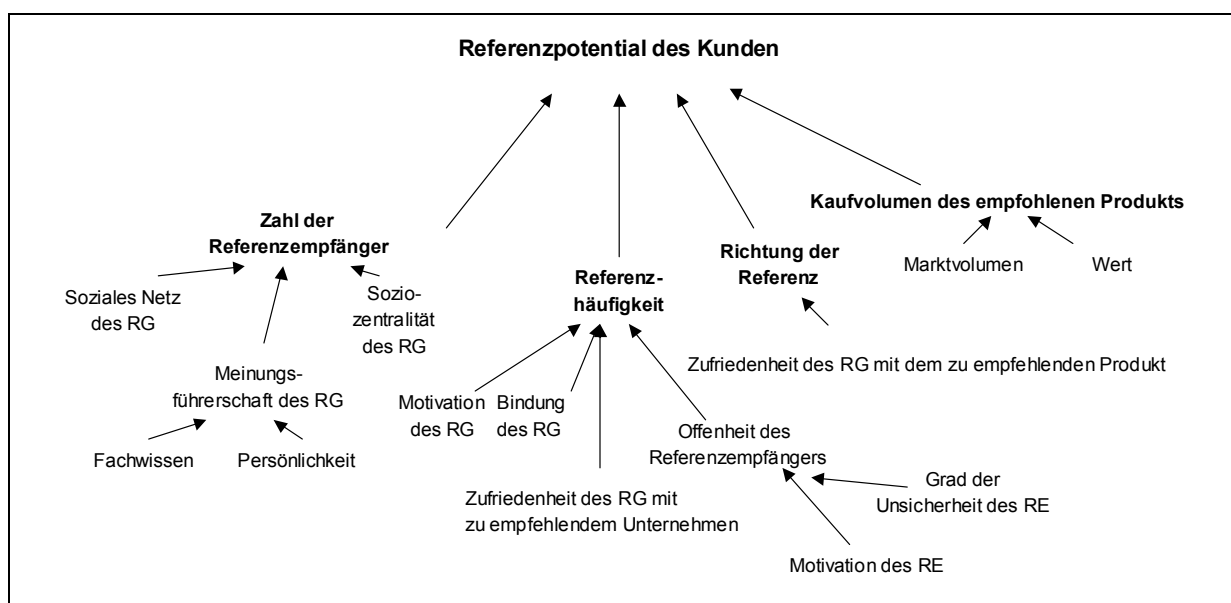 Referenzpotential des Kunden
Kaufvolumen des empfohlenen Produkts
Marktvolumen
Wert
Zahl der
Referenzempfänger
Soziales Netz
des RG
Sozio-
zentralität
des RG
Meinungs-
führerschaft des RG
Fachwissen
Persönlichkeit
Referenz-
häufigkeit
Motivation
des RG
Bindung
des RG
Zufriedenheit des RG mit
zu empfehlendem Unternehmen
Offenheit des
Referenzempfängers
Grad der
Unsicherheit des RE
Motivation des RE
Richtung der
Referenz
Zufriedenheit des RG mit dem zu empfehlenden Produkt